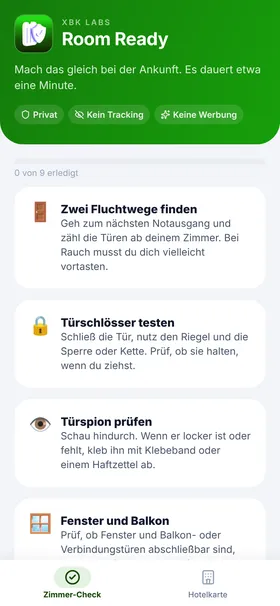 XBK LABS
Room Ready
Mach das gleich bei der Ankunft. Es dauert etwa
eine Minute.
Privat
Kein Tracking
Keine Werbung
0 von 9 erledigt
Zwei Fluchtwege finden
Geh zum nächsten Notausgang und
zähl die Türen ab deinem Zimmer. Bei
Rauch musst du dich vielleicht
vortasten.
Türschlösser testen
Schließ die Tür, nutz den Riegel und die
Sperre oder Kette. Prüf, ob sie halten,
wenn du ziehst.
Türspion prüfen
Schau hindurch. Wenn er locker ist oder
fehlt, kleb ihn mit Klebeband oder
einem Haftzettel ab.
Fenster und Balkon
Prüf, ob Fenster und Balkon- oder
Verbindungstüren abschließbar sind,
Zimmer-Check
Hotelkarte